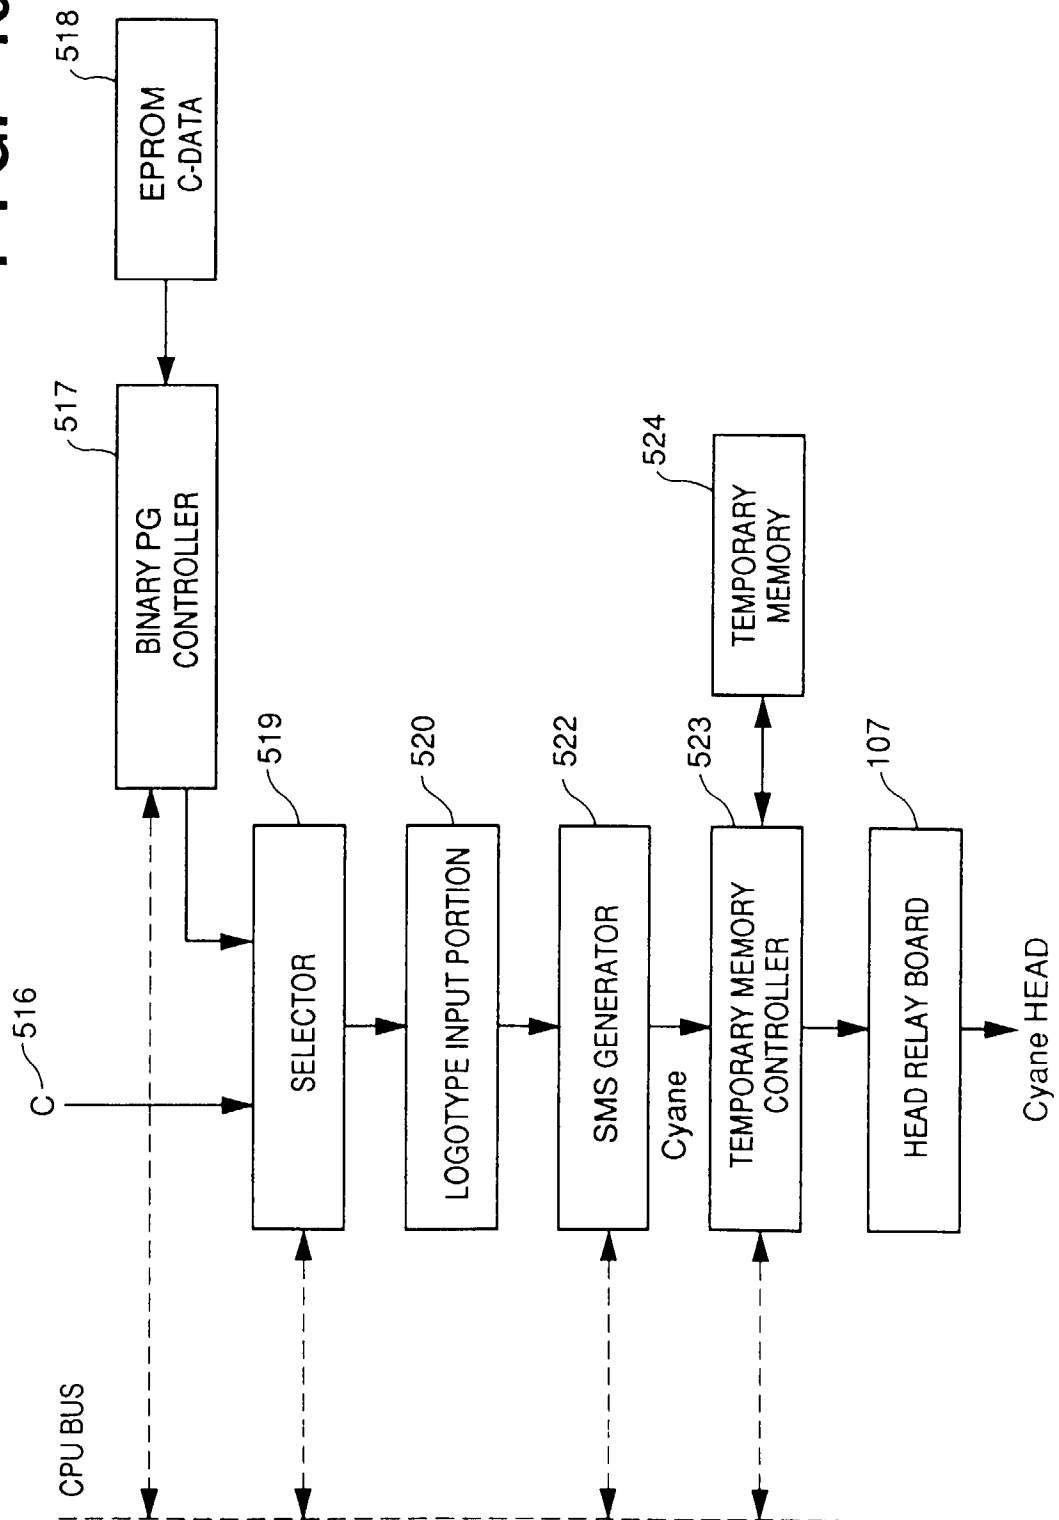 518
EPROM
C-DATA
517
BINARY PG
CONTROLLER
516
C
CPU BUS
519
SELECTOR
520
LOGOTYPE INPUT PORTION
522
SMS GENERATOR
Cyane
524
TEMPORARY
MEMORY
523
TEMPORARY MEMORY
CONTROLLER
107
HEAD RELAY BOARD
Cyane HEAD